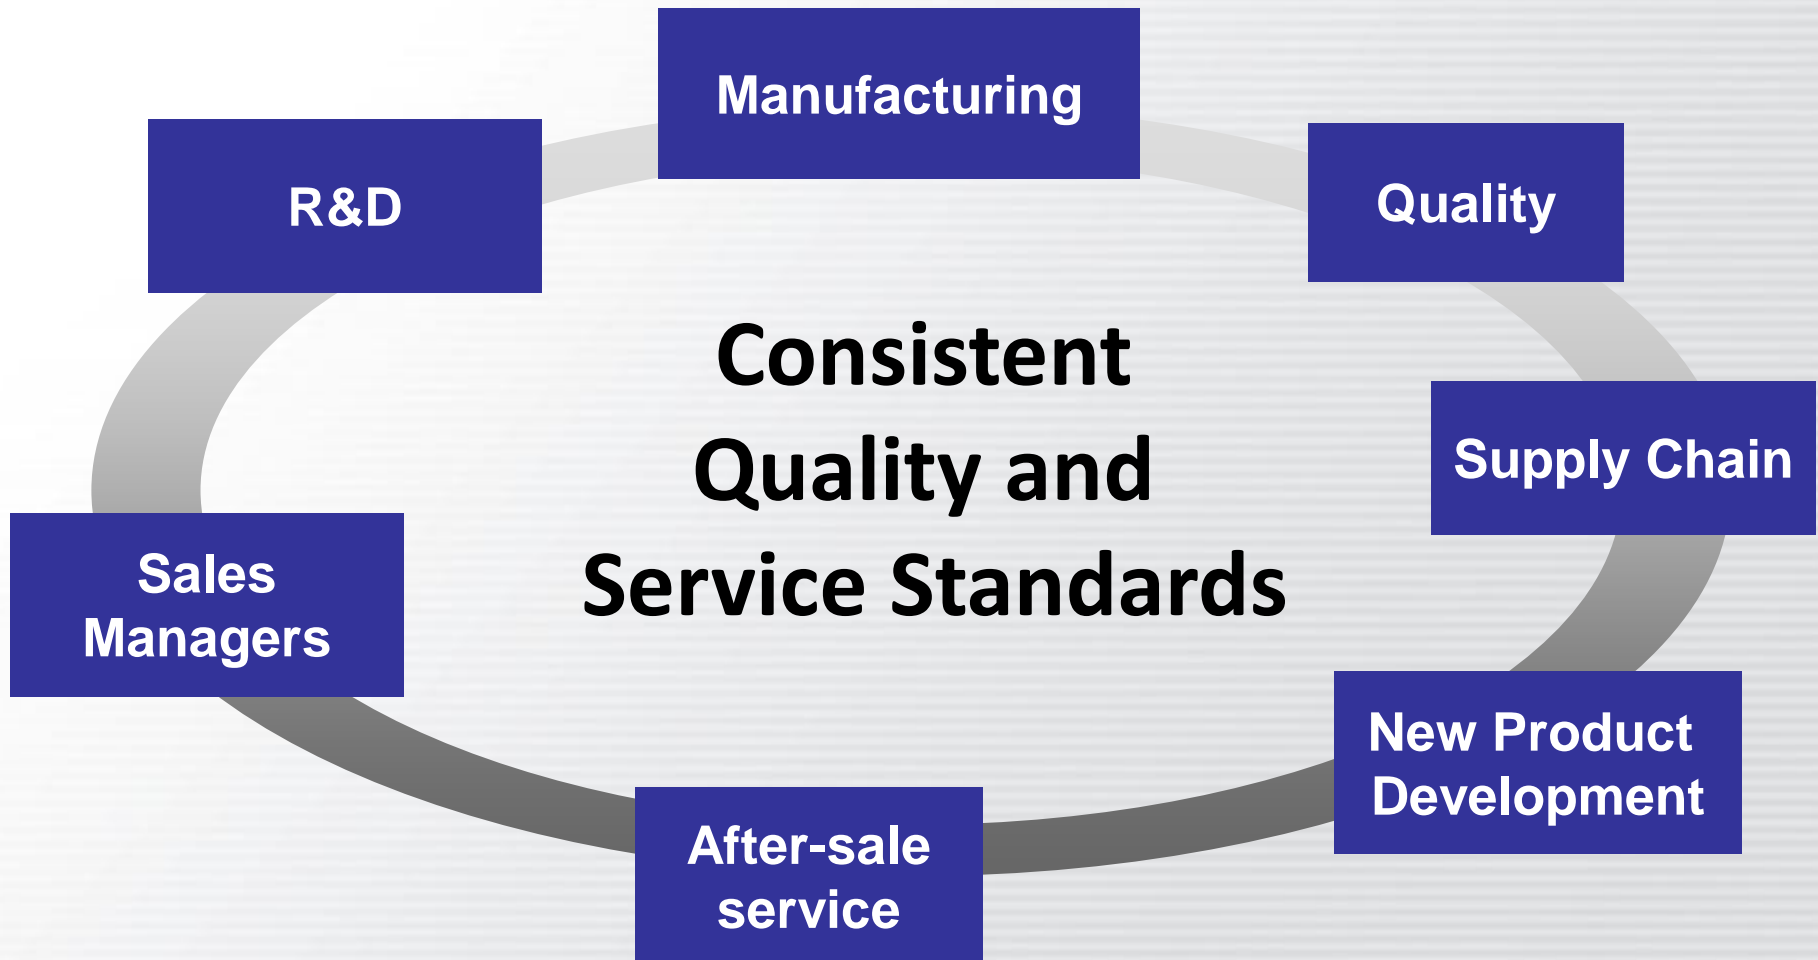 Manufacturing
R&D
Quality
Consistent
Quality and
Service Standards
Supply Chain
Sales
Managers
New Product
Development
After-sale
service